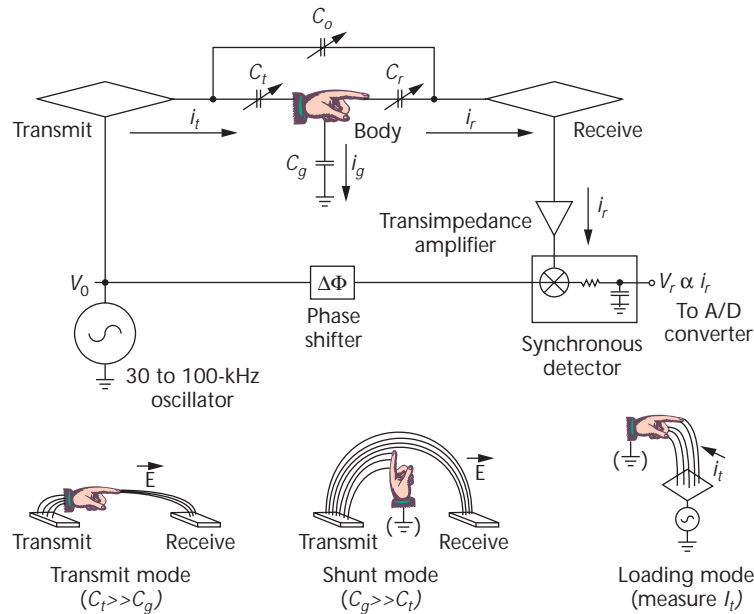 C_o
C_t
C_r
Transmit
i_t
Body
i_r
Receive
C_g
i_g
Transimpedance
amplifier
i_r
V_0
ΔΦ
V_r α i_r
Phase
shifter
To A/D
converter
Synchronous
detector
30 to 100-kHz
oscillator
E
Transmit
Receive
Transmit mode
(C_t>>C_g)
E
(⏚)
Transmit
Receive
Shunt mode
(C_g>>C_t)
(⏚)
i_t
Loading mode
(measure I_t)